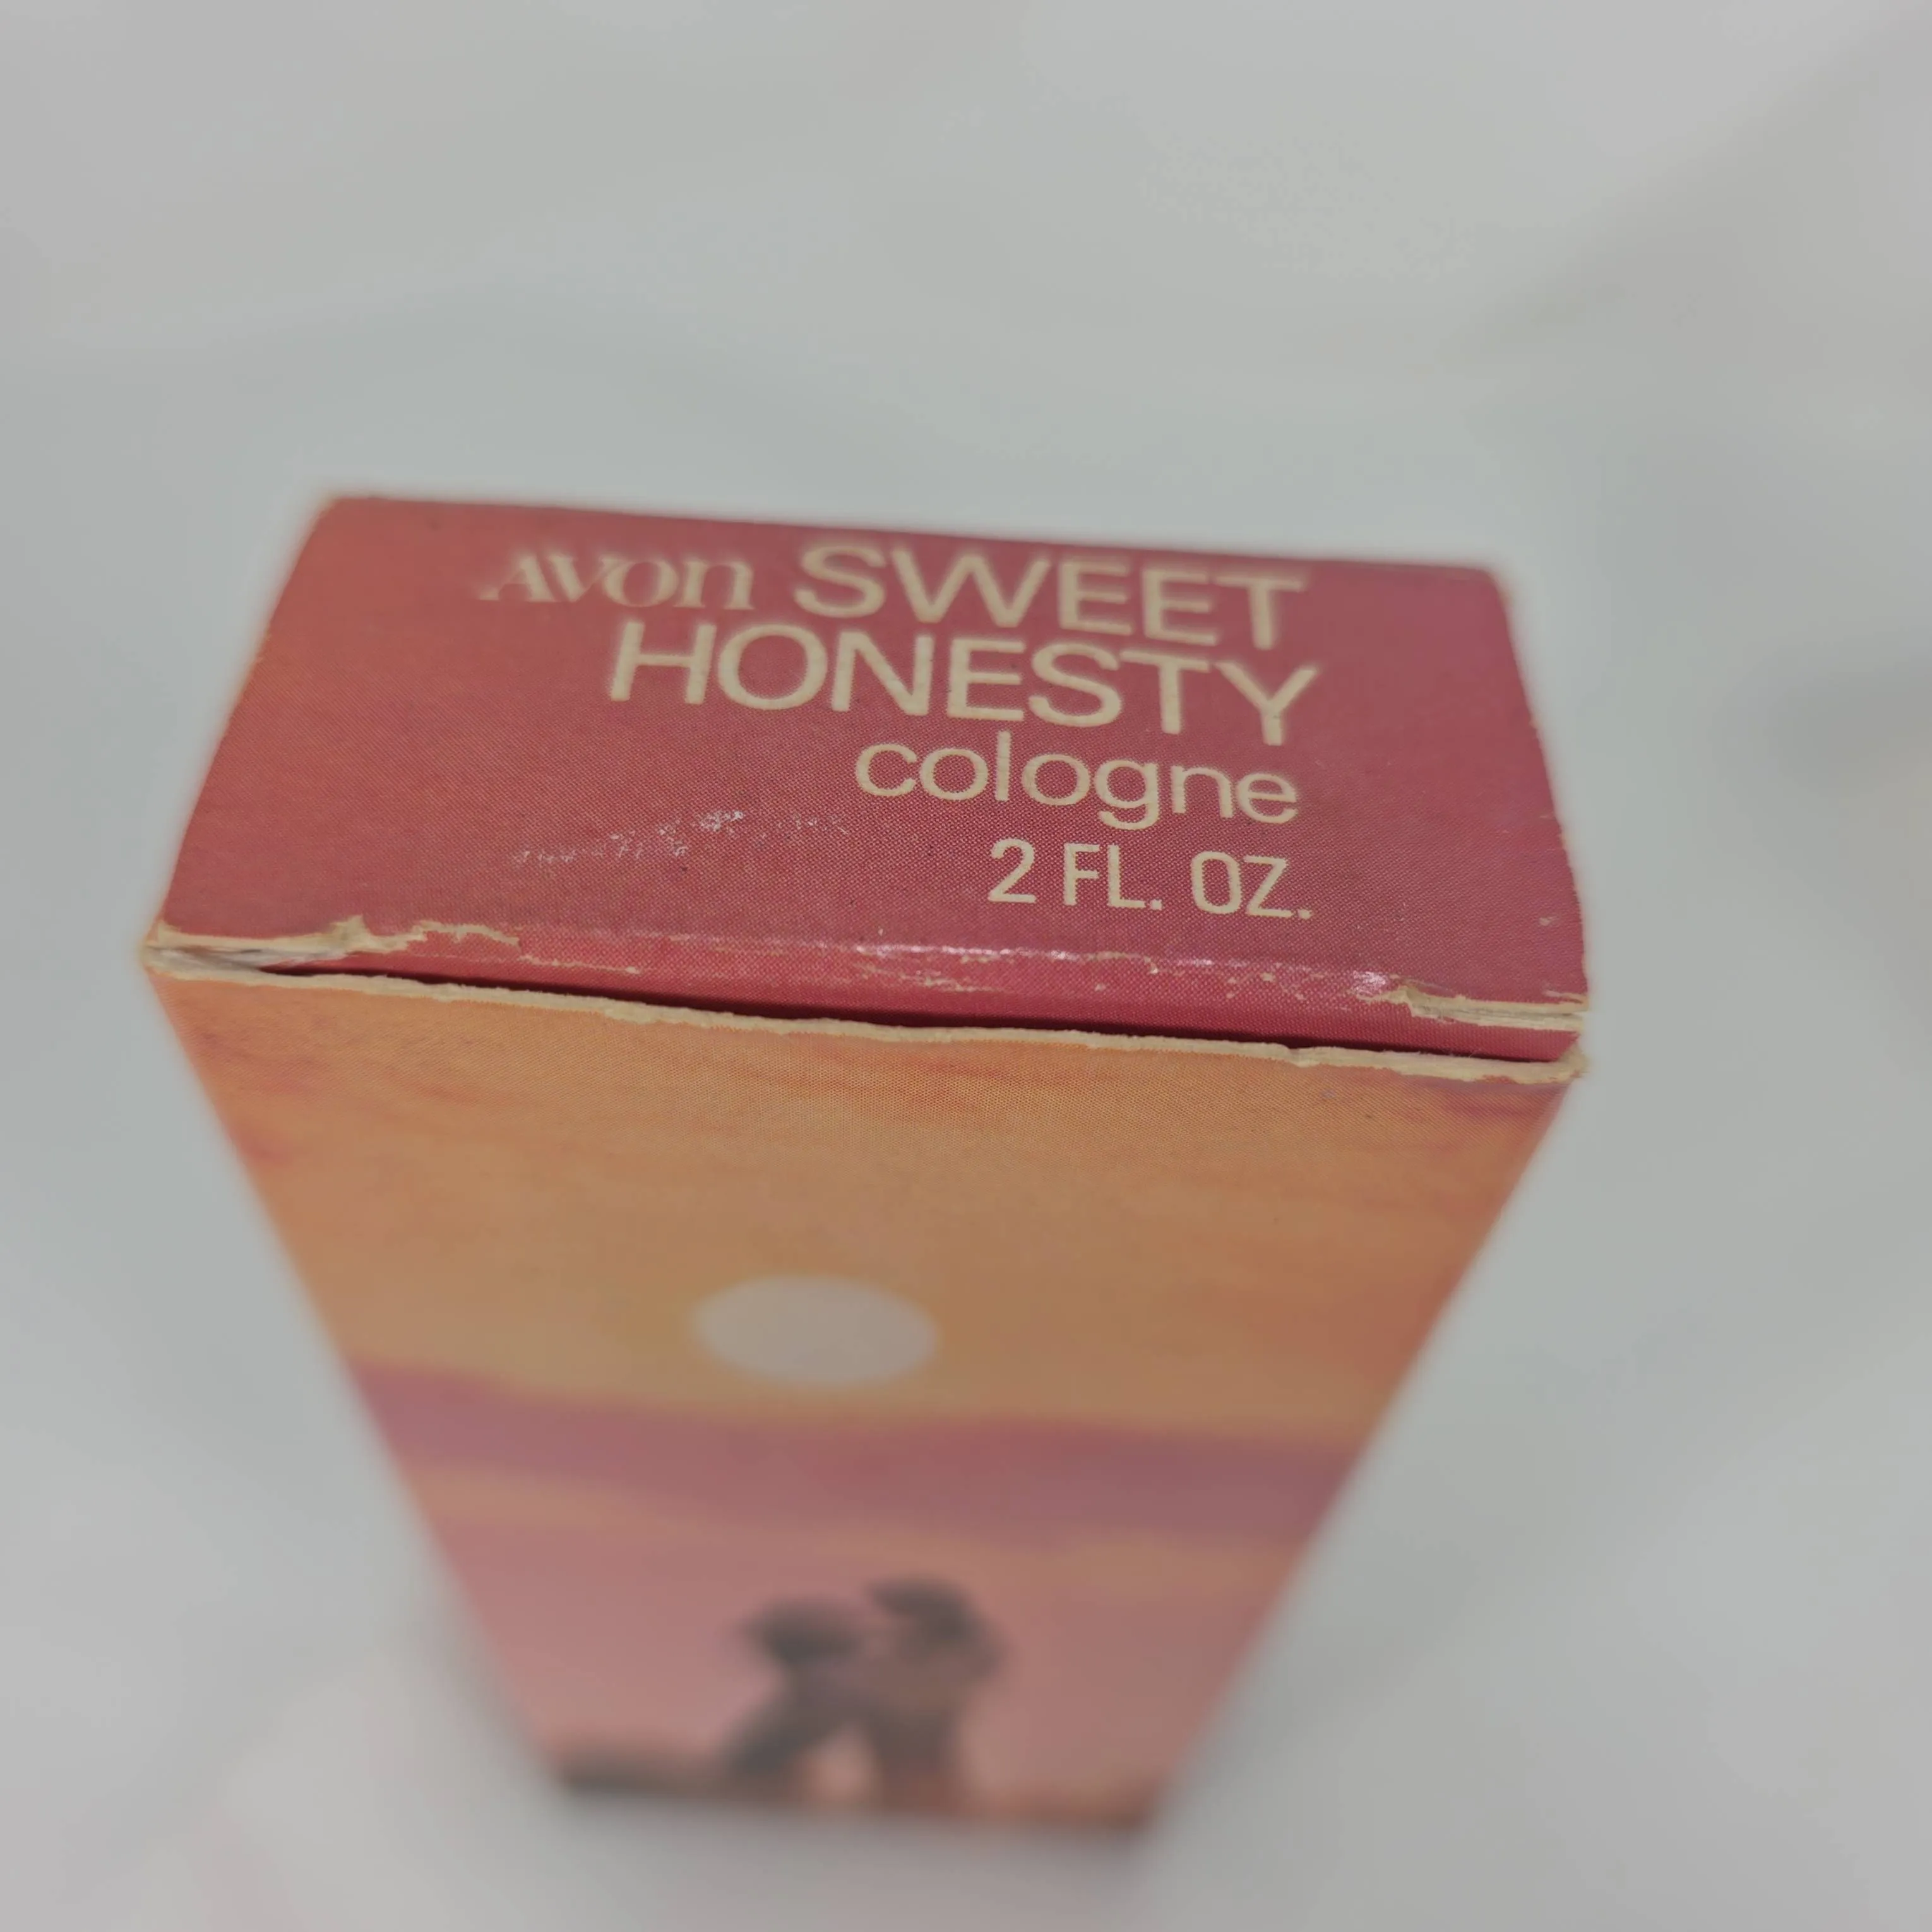 AVON SWEET
HONESTY
cologne
2 FL. OZ.